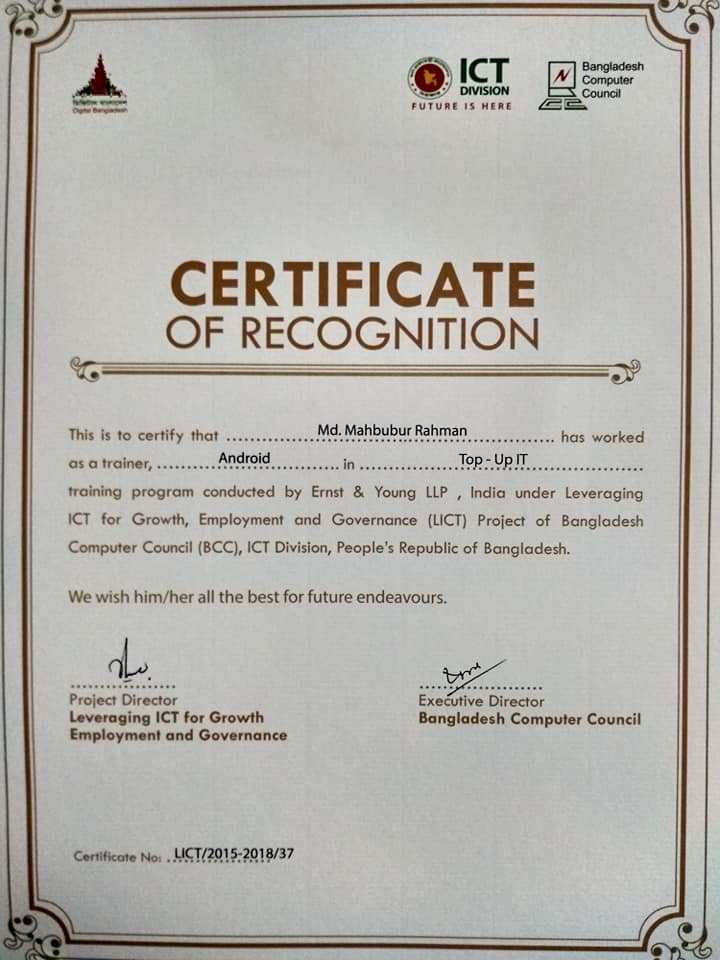 ডিজিটাল বাংলাদেশ
Digital Bangladesh
ICT
DIVISION
FUTURE IS HERE
Bangladesh
Computer
Council
CERTIFICATE
OF RECOGNITION
This is to certify that Md. Mahbubur Rahman has worked
as a trainer, Android in Top - Up IT
training program conducted by Ernst & Young LLP , India under Leveraging
ICT for Growth, Employment and Governance (LICT) Project of Bangladesh
Computer Council (BCC), ICT Division, People's Republic of Bangladesh.
We wish him/her all the best for future endeavours.
Project Director
Leveraging ICT for Growth
Employment and Governance
Executive Director
Bangladesh Computer Council
Certificate No: LICT/2015-2018/37